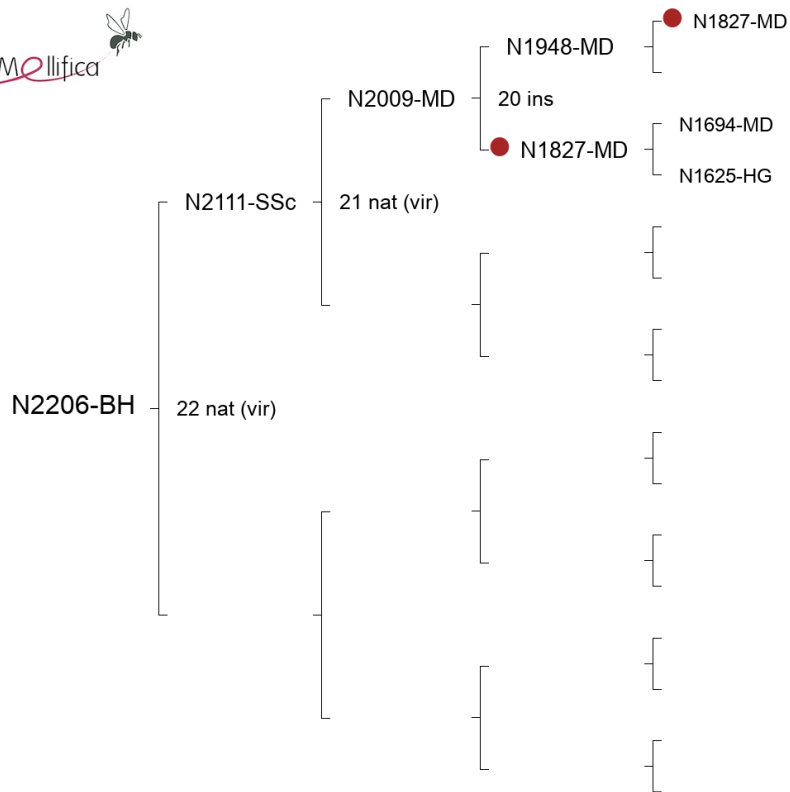 Mellifica
N1827-MD
N1948-MD
N2009-MD
20 ins
N1694-MD
N1827-MD
N1625-HG
N2111-SSc
21 nat (vir)
N2206-BH
22 nat (vir)